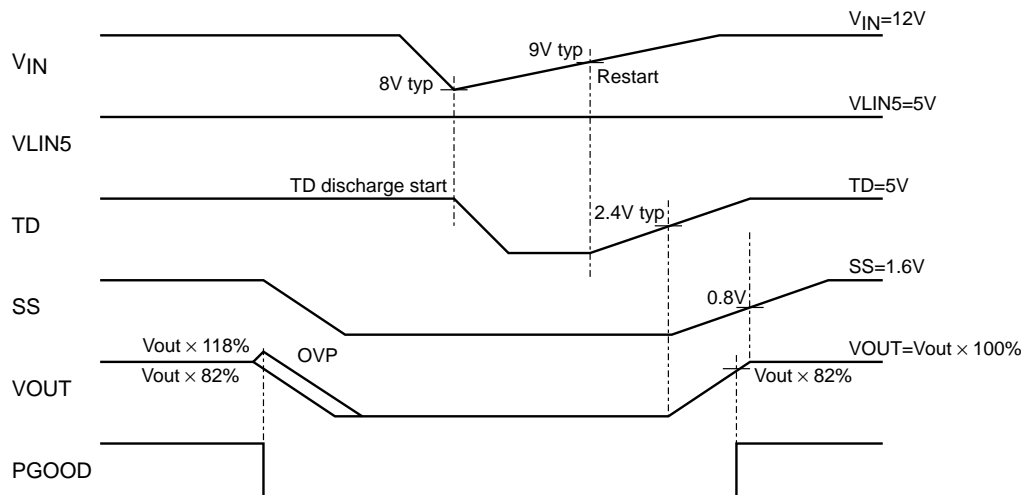 VIN=12V
VIN
9V typ
8V typ
Restart
VLIN5=5V
VLIN5
TD discharge start
TD=5V
TD
2.4V typ
SS=1.6V
SS
0.8V
Vout × 118%
OVP
VOUT=Vout × 100%
Vout × 82%
Vout × 82%
VOUT
PGOOD